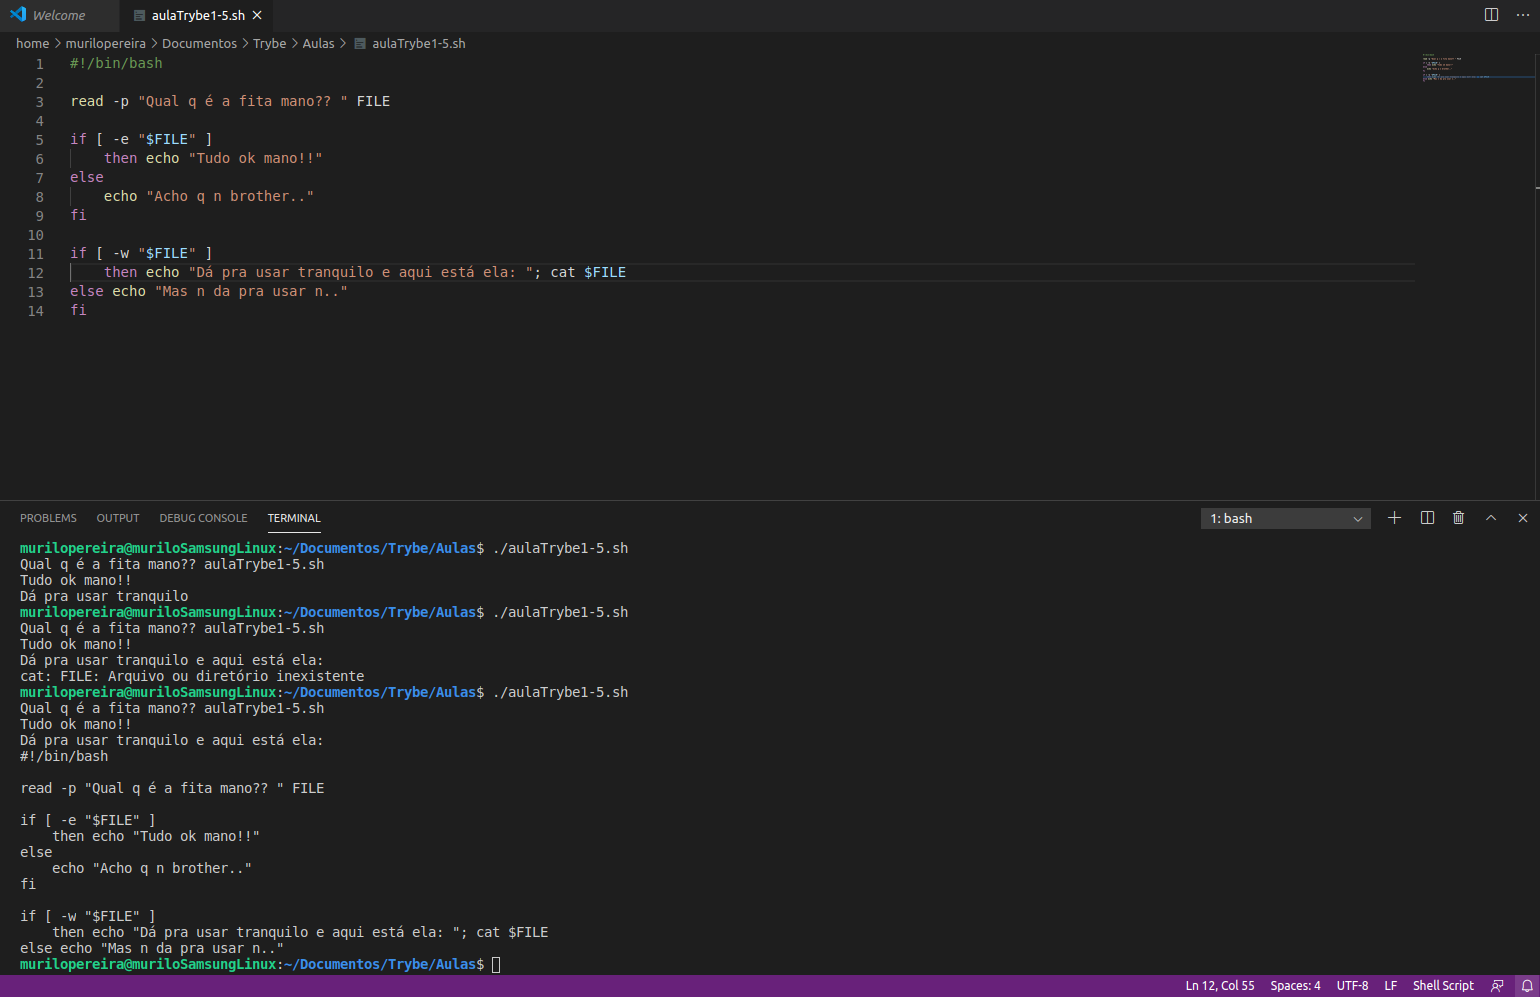 Welcome
aulaTrybe1-5.sh
home > murilopereira > Documentos > Trybe > Aulas > aulaTrybe1-5.sh
1 #!/bin/bash
2
3 read -p "Qual q é a fita mano?? " FILE
4
5 if [ -e "$FILE" ]
6 then echo "Tudo ok mano!!"
7 else
8 echo "Acho q n brother.."
9 fi
10
11 if [ -w "$FILE" ]
12 then echo "Dá pra usar tranquilo e aqui está ela: "; cat $FILE
13 else echo "Mas n da pra usar n.."
14 fi
PROBLEMS OUTPUT DEBUG CONSOLE TERMINAL
1: bash
murilopereira@muriloSamsungLinux:~/Documentos/Trybe/Aulas$ ./aulaTrybe1-5.sh
Qual q é a fita mano?? aulaTrybe1-5.sh
Tudo ok mano!!
Dá pra usar tranquilo
murilopereira@muriloSamsungLinux:~/Documentos/Trybe/Aulas$ ./aulaTrybe1-5.sh
Qual q é a fita mano?? aulaTrybe1-5.sh
Tudo ok mano!!
Dá pra usar tranquilo e aqui está ela:
cat: FILE: Arquivo ou diretório inexistente
murilopereira@muriloSamsungLinux:~/Documentos/Trybe/Aulas$ ./aulaTrybe1-5.sh
Qual q é a fita mano?? aulaTrybe1-5.sh
Tudo ok mano!!
Dá pra usar tranquilo e aqui está ela:
#!/bin/bash

read -p "Qual q é a fita mano?? " FILE

if [ -e "$FILE" ]
then echo "Tudo ok mano!!"
else
echo "Acho q n brother.."
fi

if [ -w "$FILE" ]
then echo "Dá pra usar tranquilo e aqui está ela: "; cat $FILE
else echo "Mas n da pra usar n.."
murilopereira@muriloSamsungLinux:~/Documentos/Trybe/Aulas$
Ln 12, Col 55 Spaces: 4 UTF-8 LF Shell Script